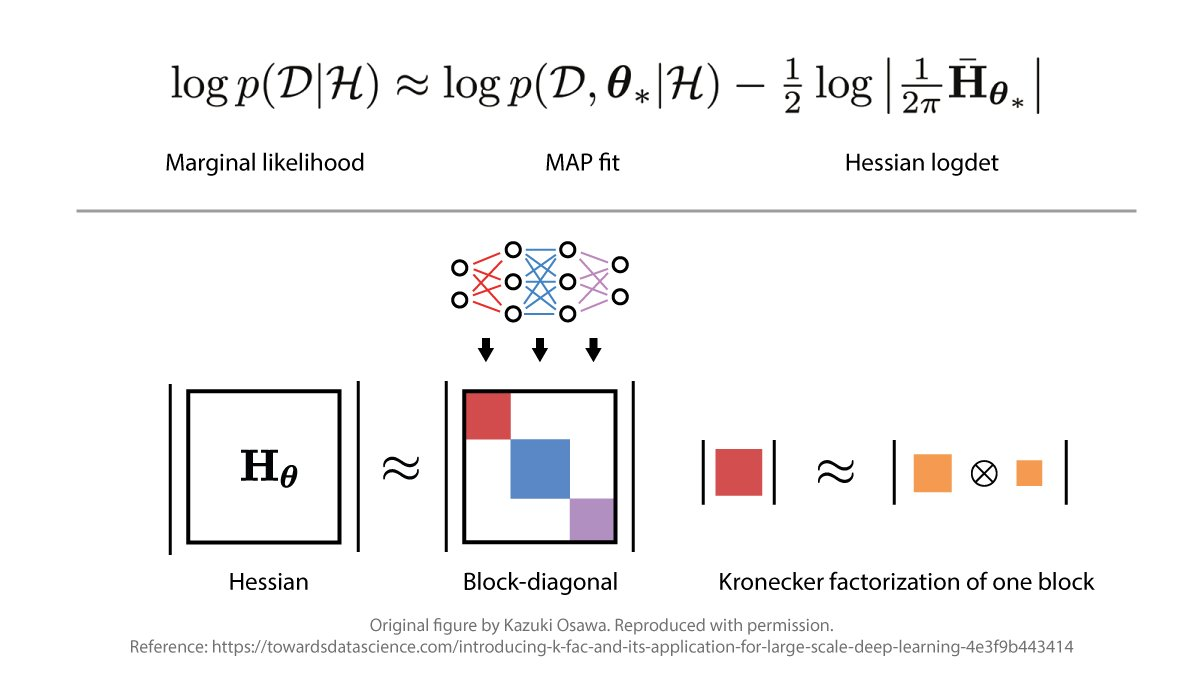 log p(𝒟|ℋ) ≈ log p(𝒟, θ∗|ℋ) − 1/2 log |1/2π H̄θ∗|
Marginal likelihood MAP fit Hessian logdet
| Hθ | ≈ | | | | ≈ | ⊗ |
Hessian Block-diagonal Kronecker factorization of one block
Original figure by Kazuki Osawa. Reproduced with permission.
Reference: https://towardsdatascience.com/introducing-k-fac-and-its-application-for-large-scale-deep-learning-4e3f9b443414